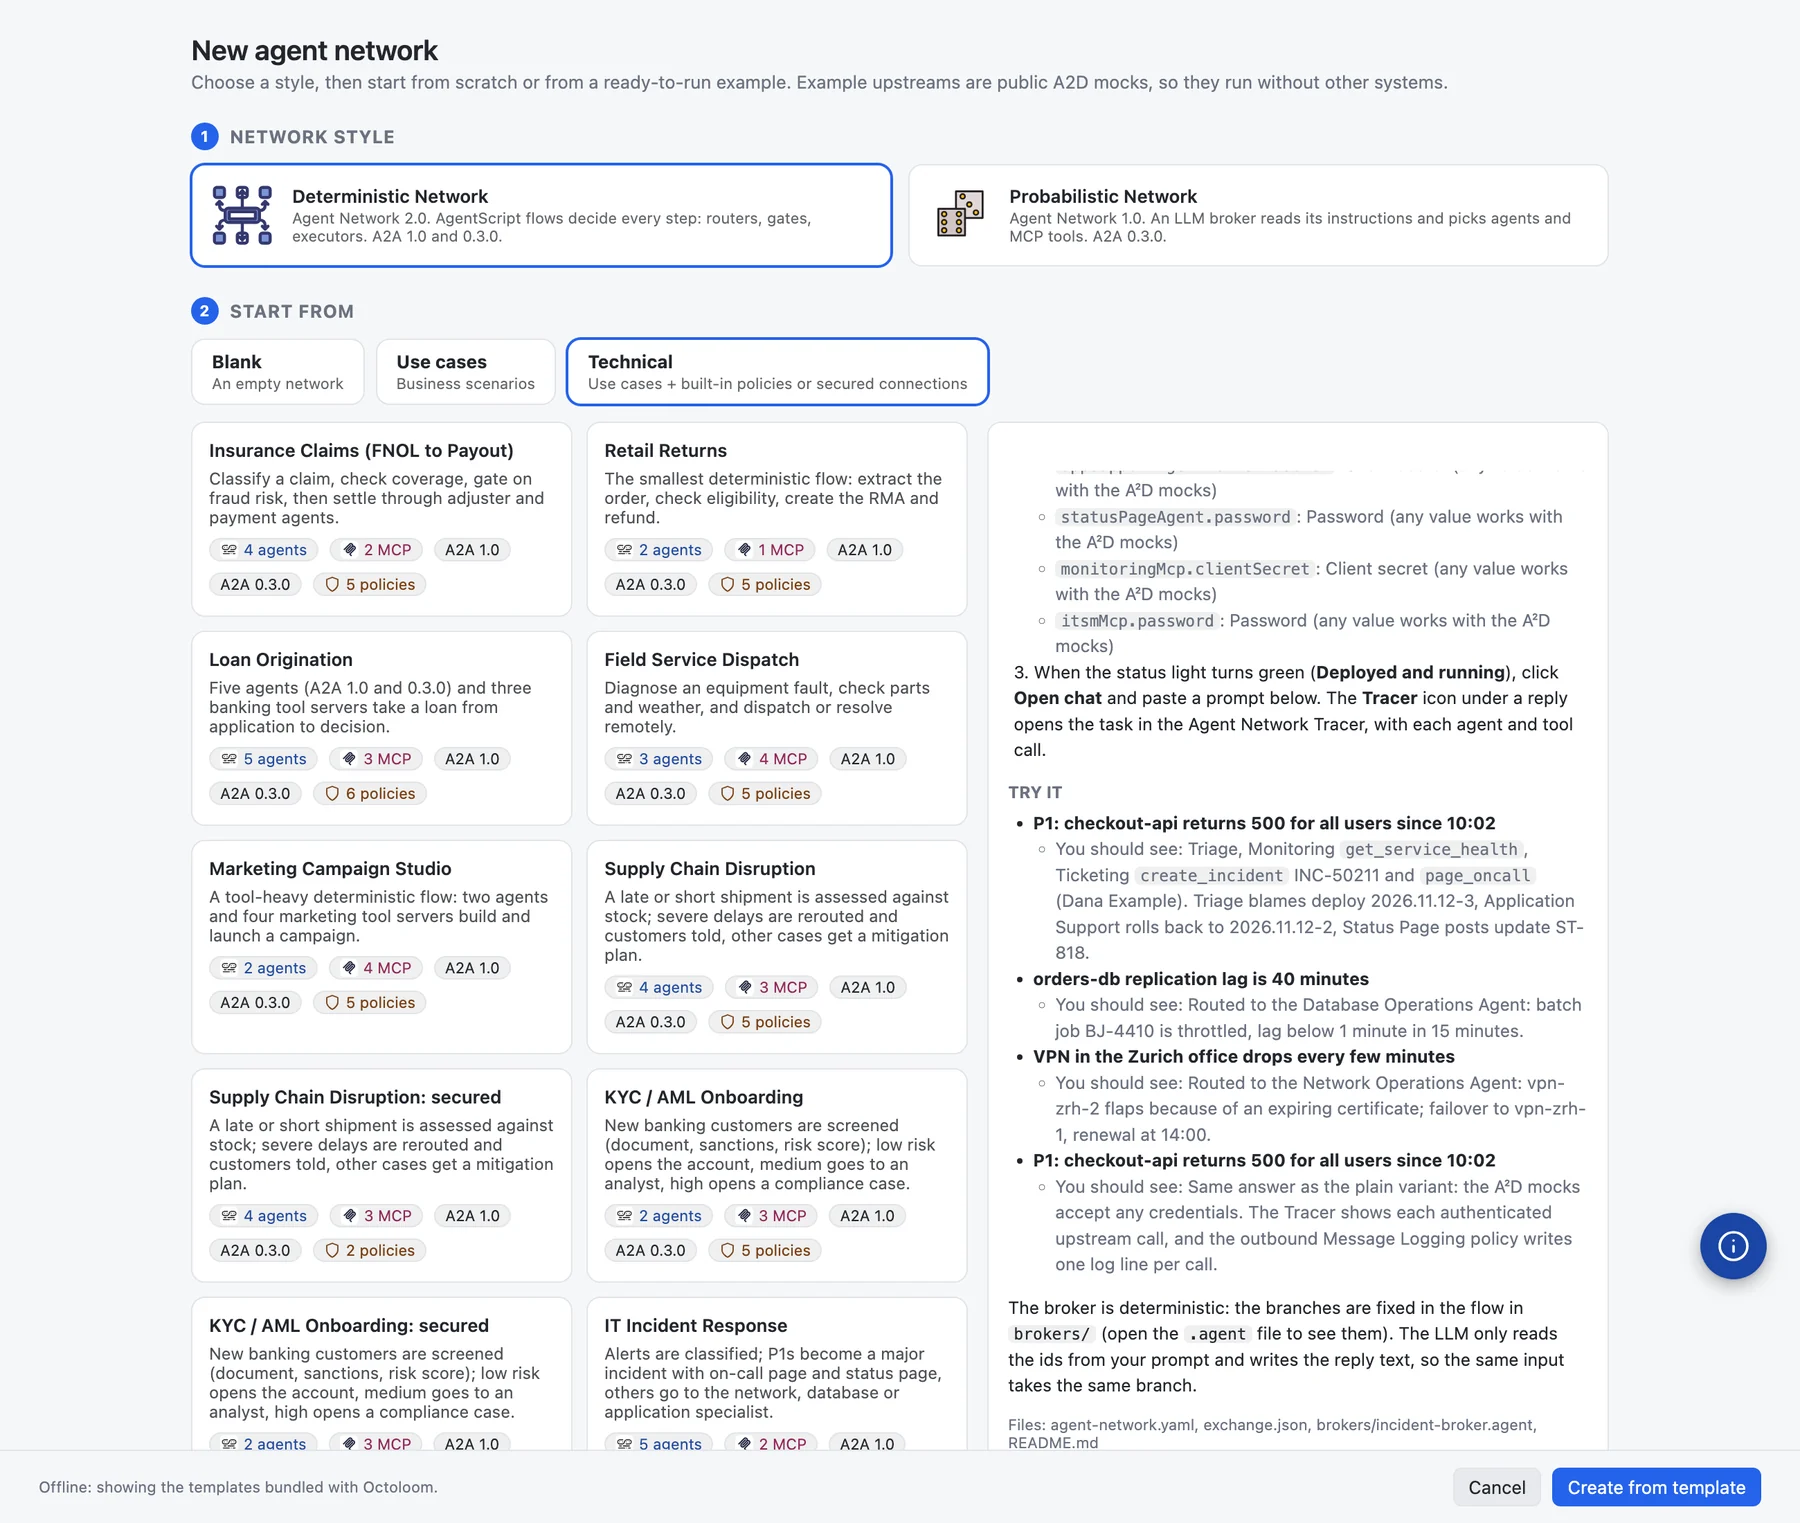 New agent network
Choose a style, then start from scratch or from a ready-to-run example. Example upstreams are public A2D mocks, so they run without other systems.
1 NETWORK STYLE
Deterministic Network
Agent Network 2.0. AgentScript flows decide every step: routers, gates,
executors. A2A 1.0 and 0.3.0.
Probabilistic Network
Agent Network 1.0. An LLM broker reads its instructions and picks agents and
MCP tools. A2A 0.3.0.
2 START FROM
Blank
An empty network
Use cases
Business scenarios
Technical
Use cases + built-in policies or secured connections
Insurance Claims (FNOL to Payout)
Classify a claim, check coverage, gate on
fraud risk, then settle through adjuster and
payment agents.
4 agents 2 MCP A2A 1.0
A2A 0.3.0 5 policies
Retail Returns
The smallest deterministic flow: extract the
order, check eligibility, create the RMA and
refund.
2 agents 1 MCP A2A 1.0
A2A 0.3.0 5 policies
Loan Origination
Five agents (A2A 1.0 and 0.3.0) and three
banking tool servers take a loan from
application to decision.
5 agents 3 MCP A2A 1.0
A2A 0.3.0 6 policies
Field Service Dispatch
Diagnose an equipment fault, check parts
and weather, and dispatch or resolve
remotely.
3 agents 4 MCP A2A 1.0
A2A 0.3.0 5 policies
Marketing Campaign Studio
A tool-heavy deterministic flow: two agents
and four marketing tool servers build and
launch a campaign.
2 agents 4 MCP A2A 1.0
A2A 0.3.0 5 policies
Supply Chain Disruption
A late or short shipment is assessed against
stock; severe delays are rerouted and
customers told, other cases get a mitigation
plan.
4 agents 3 MCP A2A 1.0
A2A 0.3.0 5 policies
Supply Chain Disruption: secured
A late or short shipment is assessed against
stock; severe delays are rerouted and
customers told, other cases get a mitigation
plan.
4 agents 3 MCP A2A 1.0
A2A 0.3.0 2 policies
KYC / AML Onboarding
New banking customers are screened
(document, sanctions, risk score); low risk
opens the account, medium goes to an
analyst, high opens a compliance case.
2 agents 3 MCP A2A 1.0
A2A 0.3.0 5 policies
KYC / AML Onboarding: secured
New banking customers are screened
(document, sanctions, risk score); low risk
opens the account, medium goes to an
analyst, high opens a compliance case.
2 agents 3 MCP A2A 1.0
IT Incident Response
Alerts are classified; P1s become a major
incident with on-call page and status page,
others go to the network, database or
application specialist.
5 agents 2 MCP A2A 1.0
with the A²D mocks)
statusPageAgent.password: Password (any value works with
the A²D mocks)
monitoringMcp.clientSecret: Client secret (any value works
with the A²D mocks)
itsmMcp.password: Password (any value works with the A²D
mocks)
3. When the status light turns green (Deployed and running), click
Open chat and paste a prompt below. The Tracer icon under a reply
opens the task in the Agent Network Tracer, with each agent and tool
call.
TRY IT
• P1: checkout-api returns 500 for all users since 10:02
You should see: Triage, Monitoring get_service_health,
Ticketing create_incident INC-50211 and page_oncall
(Dana Example). Triage blames deploy 2026.11.12-3, Application
Support rolls back to 2026.11.12-2, Status Page posts update ST-
818.
• orders-db replication lag is 40 minutes
You should see: Routed to the Database Operations Agent: batch
job BJ-4410 is throttled, lag below 1 minute in 15 minutes.
• VPN in the Zurich office drops every few minutes
You should see: Routed to the Network Operations Agent: vpn-
zrh-2 flaps because of an expiring certificate; failover to vpn-zrh-
1, renewal at 14:00.
• P1: checkout-api returns 500 for all users since 10:02
You should see: Same answer as the plain variant: the A²D mocks
accept any credentials. The Tracer shows each authenticated
upstream call, and the outbound Message Logging policy writes
one log line per call.
The broker is deterministic: the branches are fixed in the flow in
brokers/ (open the .agent file to see them). The LLM only reads
the ids from your prompt and writes the reply text, so the same input
takes the same branch.
Files: agent-network.yaml, exchange.json, brokers/incident-broker.agent,
README.md
Offline: showing the templates bundled with Octoloom.
Cancel
Create from template